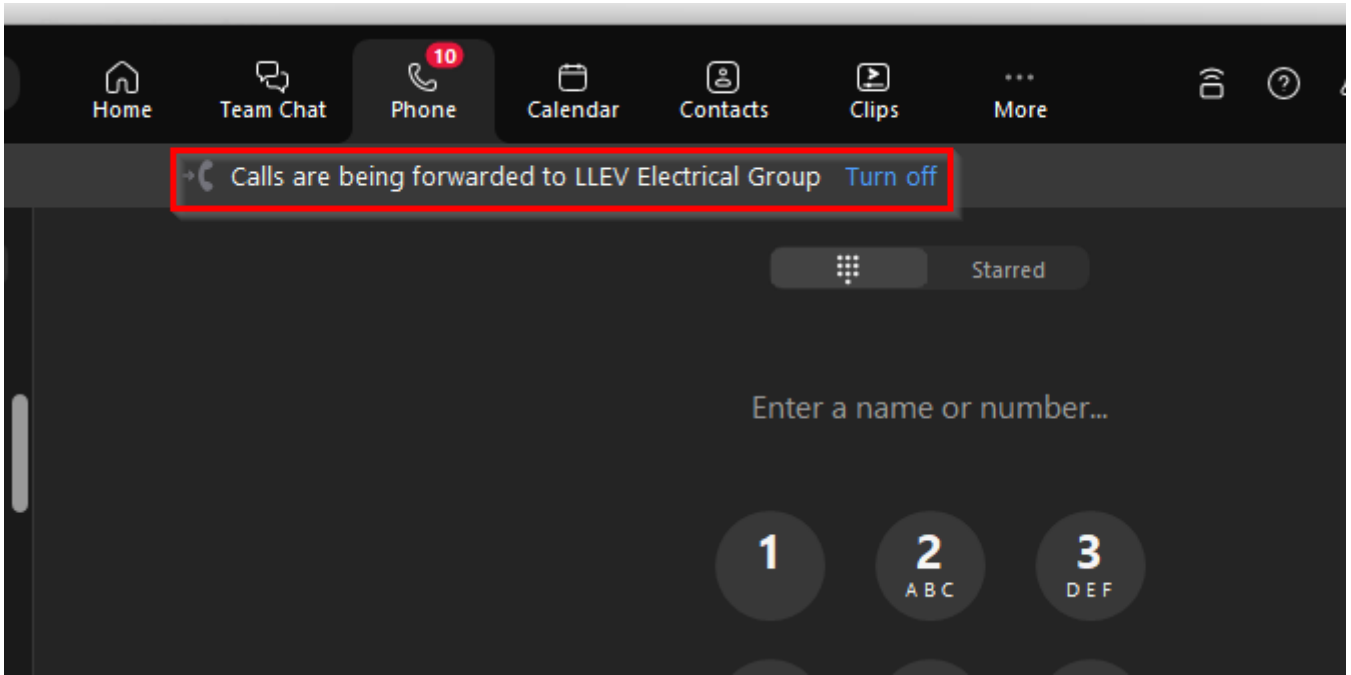 10
Home Team Chat Phone Calendar Contacts Clips More
Calls are being forwarded to LLEV Electrical Group Turn off
Starred
Enter a name or number...
1 2 3
ABC DEF